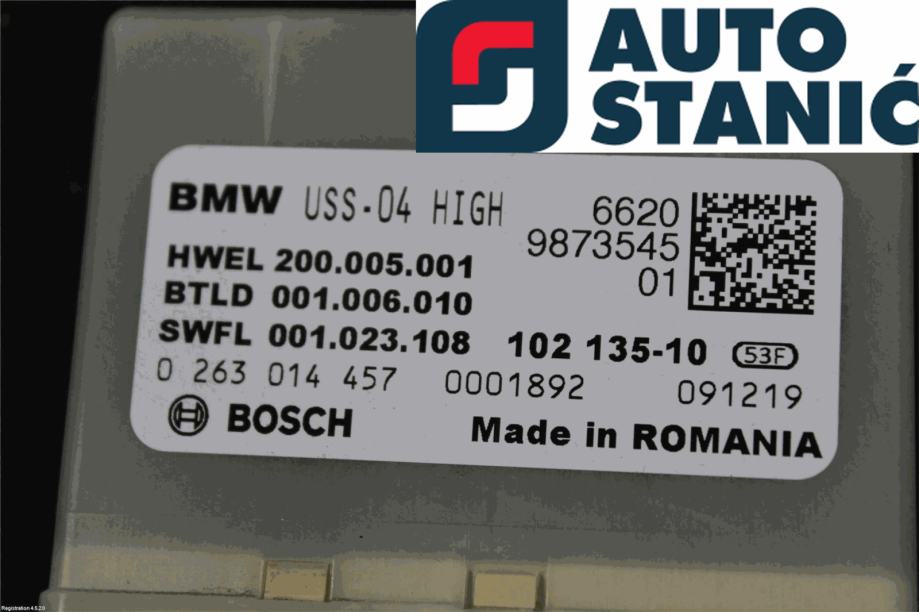 AUTO
STANIĆ
BMW USS-04 HIGH 6620
9873545
01
HWEL 200.005.001
BTLD 001.006.010
SWFL 001.023.108 102 135-10 53F
0 263 014 457 0001892 091219
BOSCH Made in ROMANIA
Registration 4.5.2.0